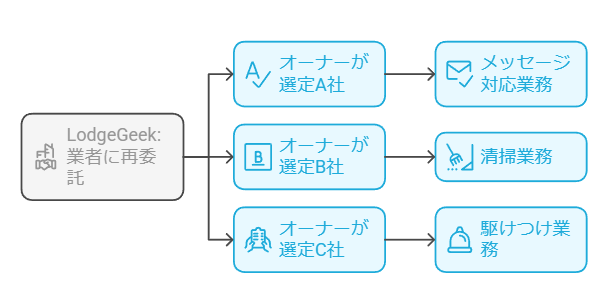 LodgeGeek:
業者に再委
託
オーナーが
選定A社
メッセージ
対応業務
オーナーが
選定B社
清掃業務
オーナーが
選定C社
駆けつけ業
務
A
B